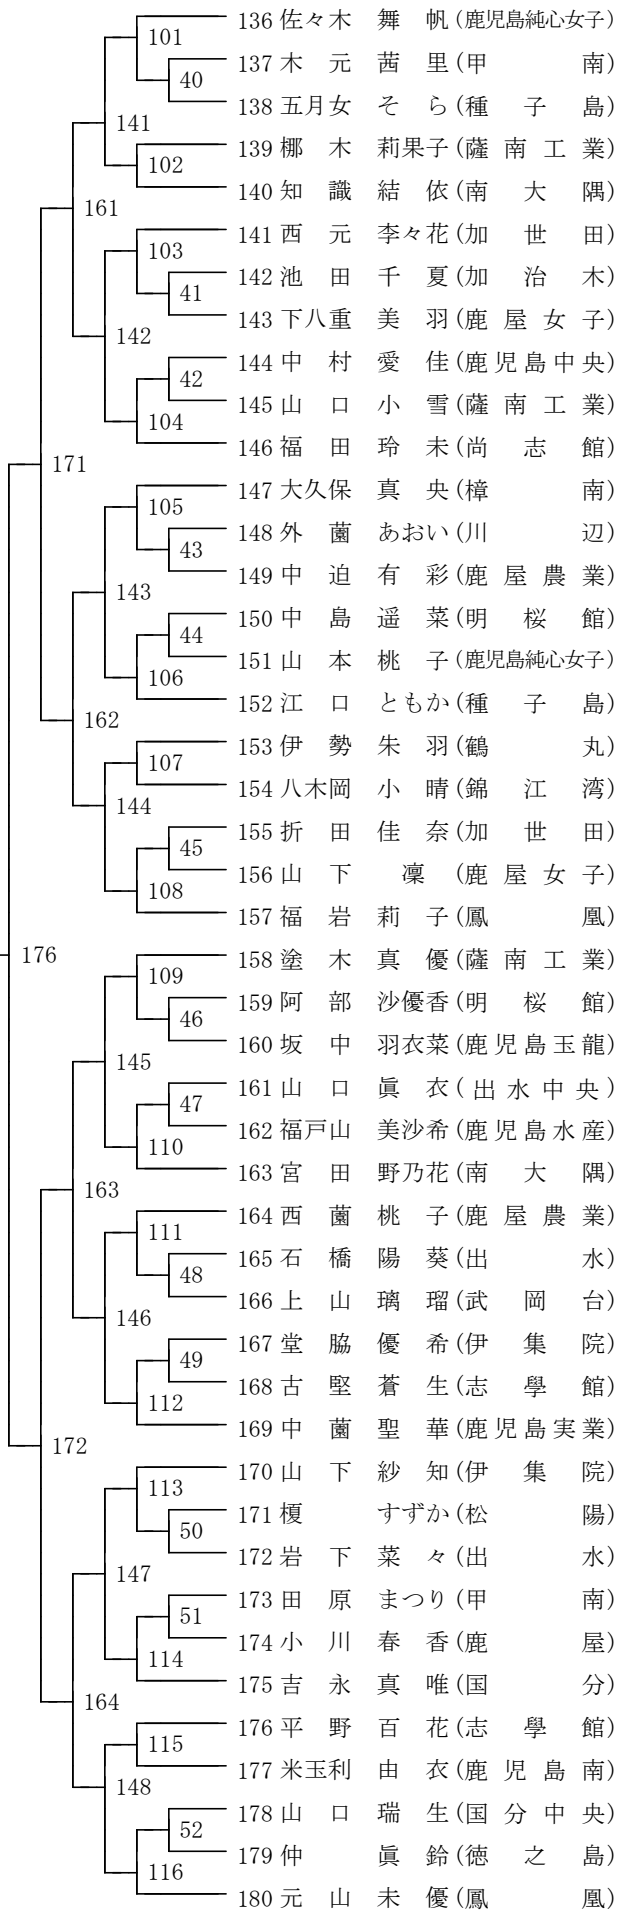 136 佐々木 舞 帆 (鹿児島純心女子)
101
137 木 元 茜 里 (甲 南)
40
138 五月女 そ ら (種 子 島)
141
139 梛 木 莉果子 (薩 南 工 業)
102
140 知 識 結 依 (南 大 隅)
161
141 西 元 李々花 (加 世 田)
103
142 池 田 千 夏 (加 治 木)
41
143 下八重 美 羽 (鹿 屋 女 子)
142
144 中 村 愛 佳 (鹿児島中央)
42
145 山 口 小 雪 (薩 南 工 業)
104
146 福 田 玲 未 (尚 志 館)
171
147 大久保 真 央 (樟 南)
105
148 外 薗 あおい (川 辺)
43
149 中 迫 有 彩 (鹿 屋 農 業)
143
150 中 島 遥 菜 (明 桜 館)
44
151 山 本 桃 子 (鹿児島純心女子)
106
152 江 口 ともか (種 子 島)
162
153 伊 勢 朱 羽 (鶴 丸)
107
154 八木岡 小 晴 (錦 江 湾)
144
155 折 田 佳 奈 (加 世 田)
45
156 山 下 凜 (鹿 屋 女 子)
108
157 福 岩 莉 子 (鳳 凰)
176
158 塗 木 真 優 (薩 南 工 業)
109
159 阿 部 沙優香 (明 桜 館)
46
160 坂 中 羽衣菜 (鹿児島玉龍)
145
161 山 口 眞 衣 (出水中央)
47
162 福戸山 美沙希 (鹿児島水産)
110
163 宮 田 野乃花 (南 大 隅)
163
164 西 薗 桃 子 (鹿 屋 農 業)
111
165 石 橋 陽 葵 (出 水)
48
166 上 山 璃 瑠 (武 岡 台)
146
167 堂 脇 優 希 (伊 集 院)
49
168 古 堅 蒼 生 (志 學 館)
112
169 中 薗 聖 華 (鹿児島実業)
172
170 山 下 紗 知 (伊 集 院)
113
171 榎 すずか (松 陽)
50
172 岩 下 菜 々 (出 水)
147
173 田 原 まつり (甲 南)
51
174 小 川 春 香 (鹿 屋)
114
175 吉 永 真 唯 (国 分)
164
176 平 野 百 花 (志 學 館)
115
177 米玉利 由 衣 (鹿 児 島 南)
148
178 山 口 瑞 生 (国 分 中 央)
52
179 仲 眞 鈴 (徳 之 島)
116
180 元 山 未 優 (鳳 凰)